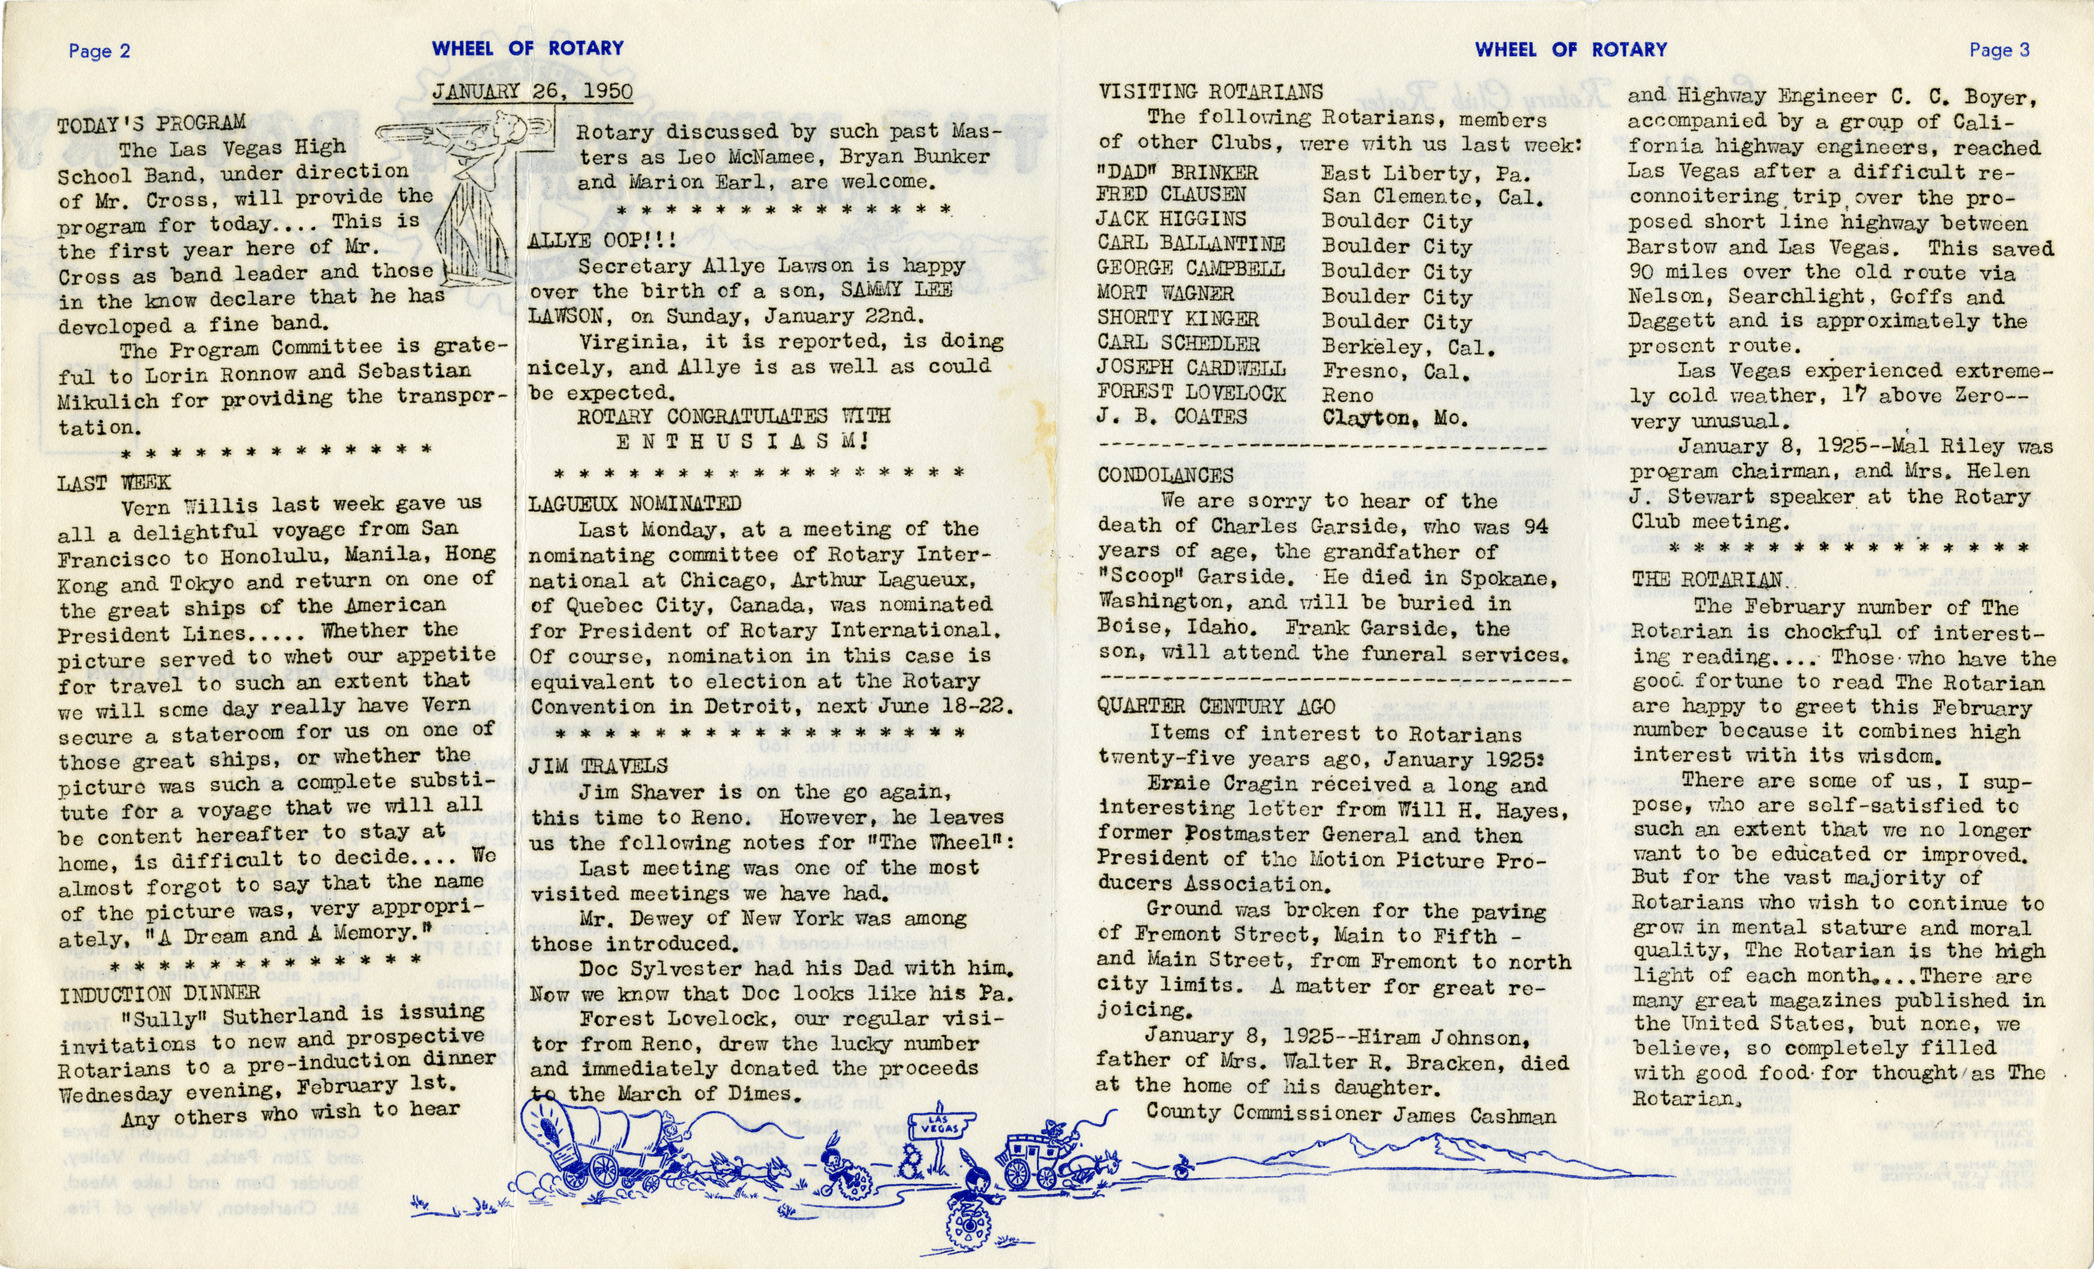 Page 2
WHEEL OF ROTARY
JANUARY 26, 1950
TODAY'S PROGRAM
The Las Vegas High
School Band, under direction
of Mr. Cross, will provide the
program for today.... This is
the first year here of Mr.
Cross as band leader and those
in the know declare that he has
developed a fine band.
The Program Committee is grate-
ful to Lorin Ronnow and Sebastian
Mikulich for providing the transpor-
tation.
* * * * * * * * * * * * *
LAST WEEK
Vern Willis last week gave us
all a delightful voyage from San
Francisco to Honolulu, Manila, Hong
Kong and Tokyo and return on one of
the great ships of the American
President Lines..... Whether the
picture served to whet our appetite
for travel to such an extent that
we will some day really have Vern
secure a stateroom for us on one of
those great ships, or whether the
picture was such a complete substi-
tute for a voyage that we will all
be content hereafter to stay at
home, is difficult to decide.... We
almost forgot to say that the name
of the picture was, very appropri-
ately, "A Dream and A Memory."
* * * * * * * * * * * * *
INDUCTION DINNER
"Sully" Sutherland is issuing
invitations to new and prospective
Rotarians to a pre-induction dinner
Wednesday evening, February 1st.
Any others who wish to hear
Rotary discussed by such past Mas-
ters as Leo McNamee, Bryan Bunker
and Marion Earl, are welcome.
* * * * * * * * * * * * * *
ALLYE OOP!!!
Secretary Allye Lawson is happy
over the birth of a son, SAMMY LEE
LAWSON, on Sunday, January 22nd.
Virginia, it is reported, is doing
nicely, and Allye is as well as could
be expected.
ROTARY CONGRATULATES WITH
E N T H U S I A S M!
* * * * * * * * * * * * * * * * *
LAGUEUX NOMINATED
Last Monday, at a meeting of the
nominating committee of Rotary Inter-
national at Chicago, Arthur Lagueux,
of Quebec City, Canada, was nominated
for President of Rotary International.
Of course, nomination in this case is
equivalent to election at the Rotary
Convention in Detroit, next June 18-22.
* * * * * * * * * * * * * * * * *
JIM TRAVELS
Jim Shaver is on the go again,
this time to Reno. However, he leaves
us the following notes for "The Wheel":
Last meeting was one of the most
visited meetings we have had.
Mr. Dewey of New York was among
those introduced.
Doc Sylvester had his Dad with him.
Now we know that Doc looks like his Pa.
Forest Lovelock, our regular visi-
tor from Reno, drew the lucky number
and immediately donated the proceeds
to the March of Dimes.
LAS
VEGAS
WHEEL OF ROTARY
Page 3
VISITING ROTARIANS
The following Rotarians, members
of other Clubs, were with us last week:
"DAD" BRINKER East Liberty, Pa.
FRED CLAUSEN San Clemente, Cal.
JACK HIGGINS Boulder City
CARL BALLANTINE Boulder City
GEORGE CAMPBELL Boulder City
MORT WAGNER Boulder City
SHORTY KINGER Boulder City
CARL SCHEDLER Berkeley, Cal.
JOSEPH CARDWELL Fresno, Cal.
FOREST LOVELOCK Reno
J. B. COATES Clayton, Mo.
------------------------------------
CONDOLANCES
We are sorry to hear of the
death of Charles Garside, who was 94
years of age, the grandfather of
"Scoop" Garside. He died in Spokane,
Washington, and will be buried in
Boise, Idaho. Frank Garside, the
son, will attend the funeral services.
--------------------------------------
QUARTER CENTURY AGO
Items of interest to Rotarians
twenty-five years ago, January 1925:
Ernie Cragin received a long and
interesting letter from Will H. Hayes,
former Postmaster General and then
President of the Motion Picture Pro-
ducers Association.
Ground was broken for the paving
of Fremont Street, Main to Fifth -
and Main Street, from Fremont to north
city limits. A matter for great re-
joicing.
January 8, 1925--Hiram Johnson,
father of Mrs. Walter R. Bracken, died
at the home of his daughter.
County Commissioner James Cashman
and Highway Engineer C. C. Boyer,
accompanied by a group of Cali-
fornia highway engineers, reached
Las Vegas after a difficult re-
connoitering trip over the pro-
posed short line highway between
Barstow and Las Vegas. This saved
90 miles over the old route via
Nelson, Searchlight, Goffs and
Daggett and is approximately the
present route.
Las Vegas experienced extreme-
ly cold weather, 17 above Zero--
very unusual.
January 8, 1925--Mal Riley was
program chairman, and Mrs. Helen
J. Stewart speaker at the Rotary
Club meeting.
* * * * * * * * * * * * * * *
THE ROTARIAN
The February number of The
Rotarian is chockful of interest-
ing reading.... Those who have the
good fortune to read The Rotarian
are happy to greet this February
number because it combines high
interest with its wisdom.
There are some of us, I sup-
pose, who are self-satisfied to
such an extent that we no longer
want to be educated or improved.
But for the vast majority of
Rotarians who wish to continue to
grow in mental stature and moral
quality, The Rotarian is the high
light of each month....There are
many great magazines published in
the United States, but none, we
believe, so completely filled
with good food for thought as The
Rotarian.